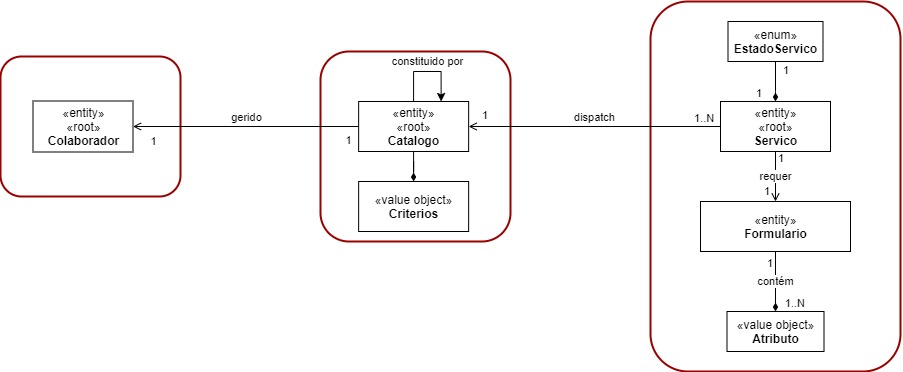 «entity»
«root»
Colaborador
1
gerido
1
constituido por
«entity»
«root»
Catalogo
1
«value object»
Criterios
dispatch
«enum»
EstadoServico
1
1
1..N
«entity»
«root»
Servico
1
requer
1
«entity»
Formulario
1
contém
1..N
«value object»
Atributo